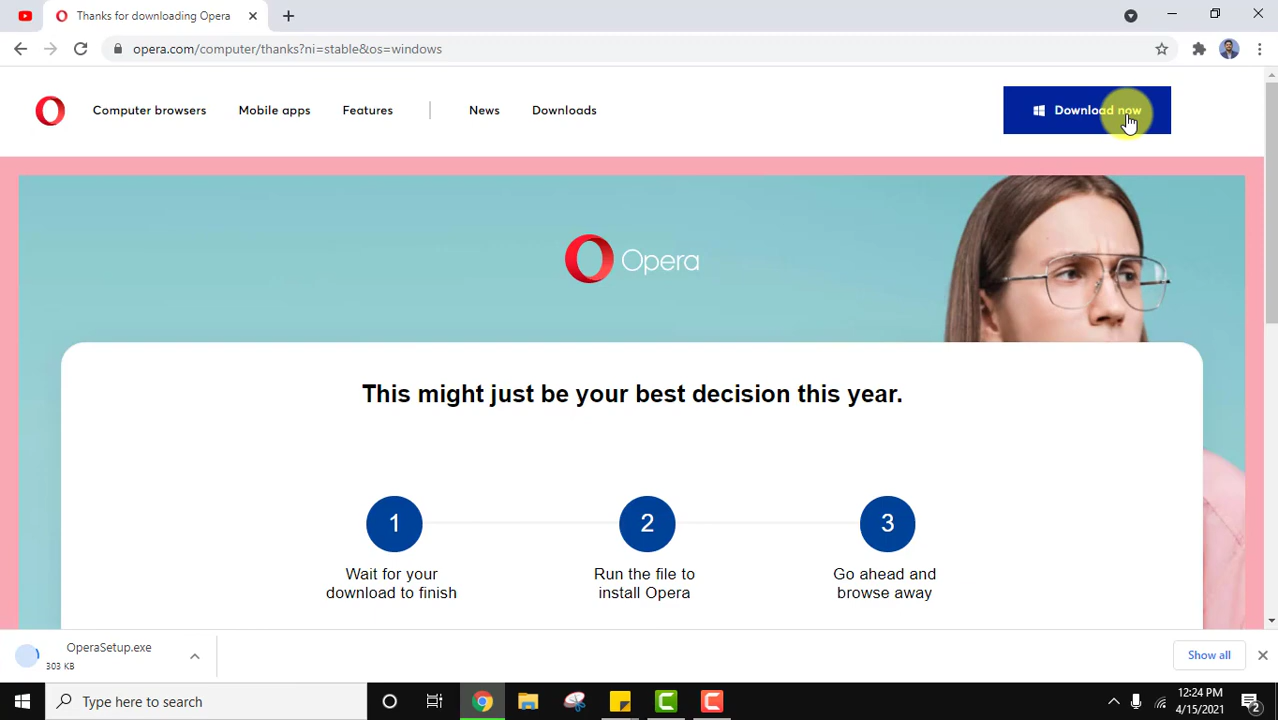 Thanks for downloading Opera
opera.com/computer/thanks?ni=stable&os=windows
Computer browsers
Mobile apps
Features
News
Downloads
Download now
Opera
This might just be your best decision this year.
1
2
3
Wait for your
download to finish
Run the file to
install Opera
Go ahead and
browse away
OperaSetup.exe
303 KB
Show all
Type here to search
12:24 PM
4/15/2021
2